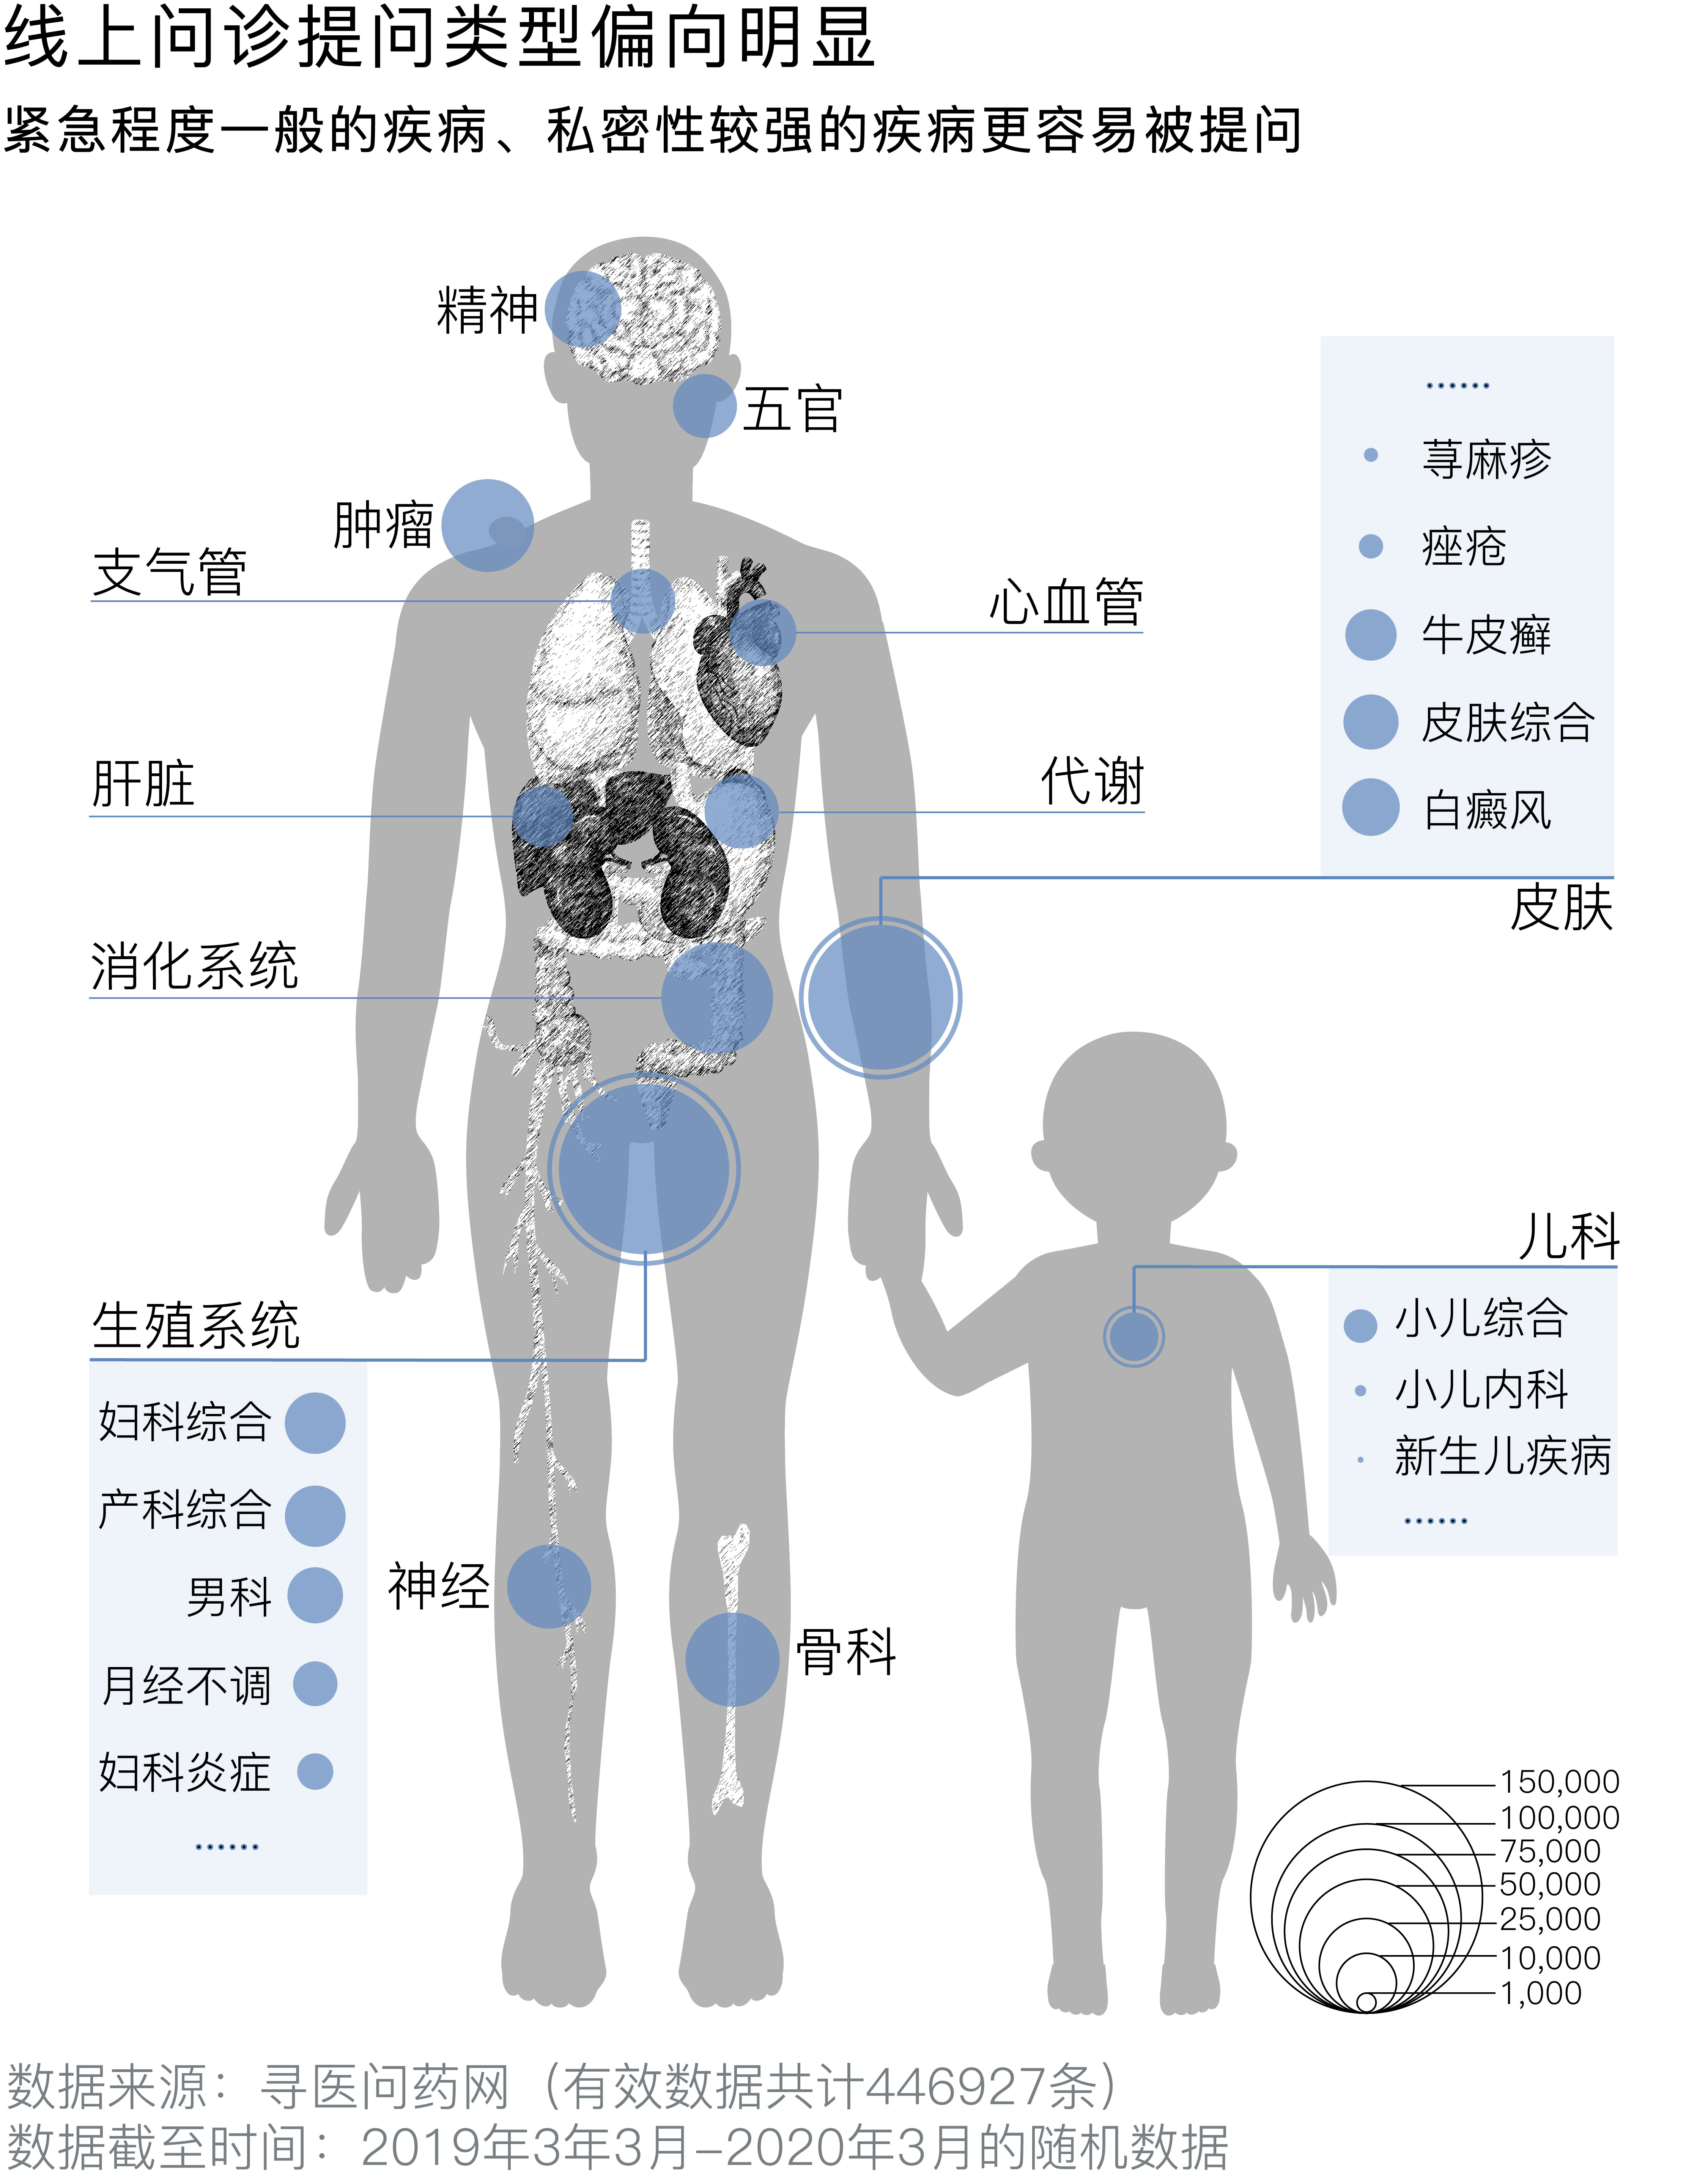 线上问诊提问类型偏向明显
紧急程度一般的疾病、私密性较强的疾病更容易被提问
精神
五官
肿瘤
支气管
心血管
肝脏
代谢
消化系统
……
荨麻疹
痤疮
牛皮癣
皮肤综合
白癜风
皮肤
生殖系统
妇科综合
产科综合
男科
月经不调
妇科炎症
……
神经
骨科
儿科
小儿综合
小儿内科
新生儿疾病
……
150,000
100,000
75,000
50,000
25,000
10,000
1,000
数据来源：寻医问药网（有效数据共计446927条）
数据截至时间：2019年3年3月–2020年3月的随机数据